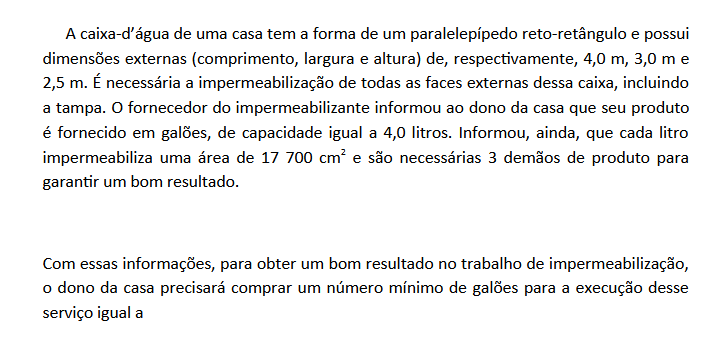 A caixa-d’água de uma casa tem a forma de um paralelepípedo reto-retângulo e possui
dimensões externas (comprimento, largura e altura) de, respectivamente, 4,0 m, 3,0 m e
2,5 m. É necessária a impermeabilização de todas as faces externas dessa caixa, incluindo
a tampa. O fornecedor do impermeabilizante informou ao dono da casa que seu produto
é fornecido em galões, de capacidade igual a 4,0 litros. Informou, ainda, que cada litro
impermeabiliza uma área de 17 700 cm² e são necessárias 3 demãos de produto para
garantir um bom resultado.
Com essas informações, para obter um bom resultado no trabalho de impermeabilização,
o dono da casa precisará comprar um número mínimo de galões para a execução desse
serviço igual a